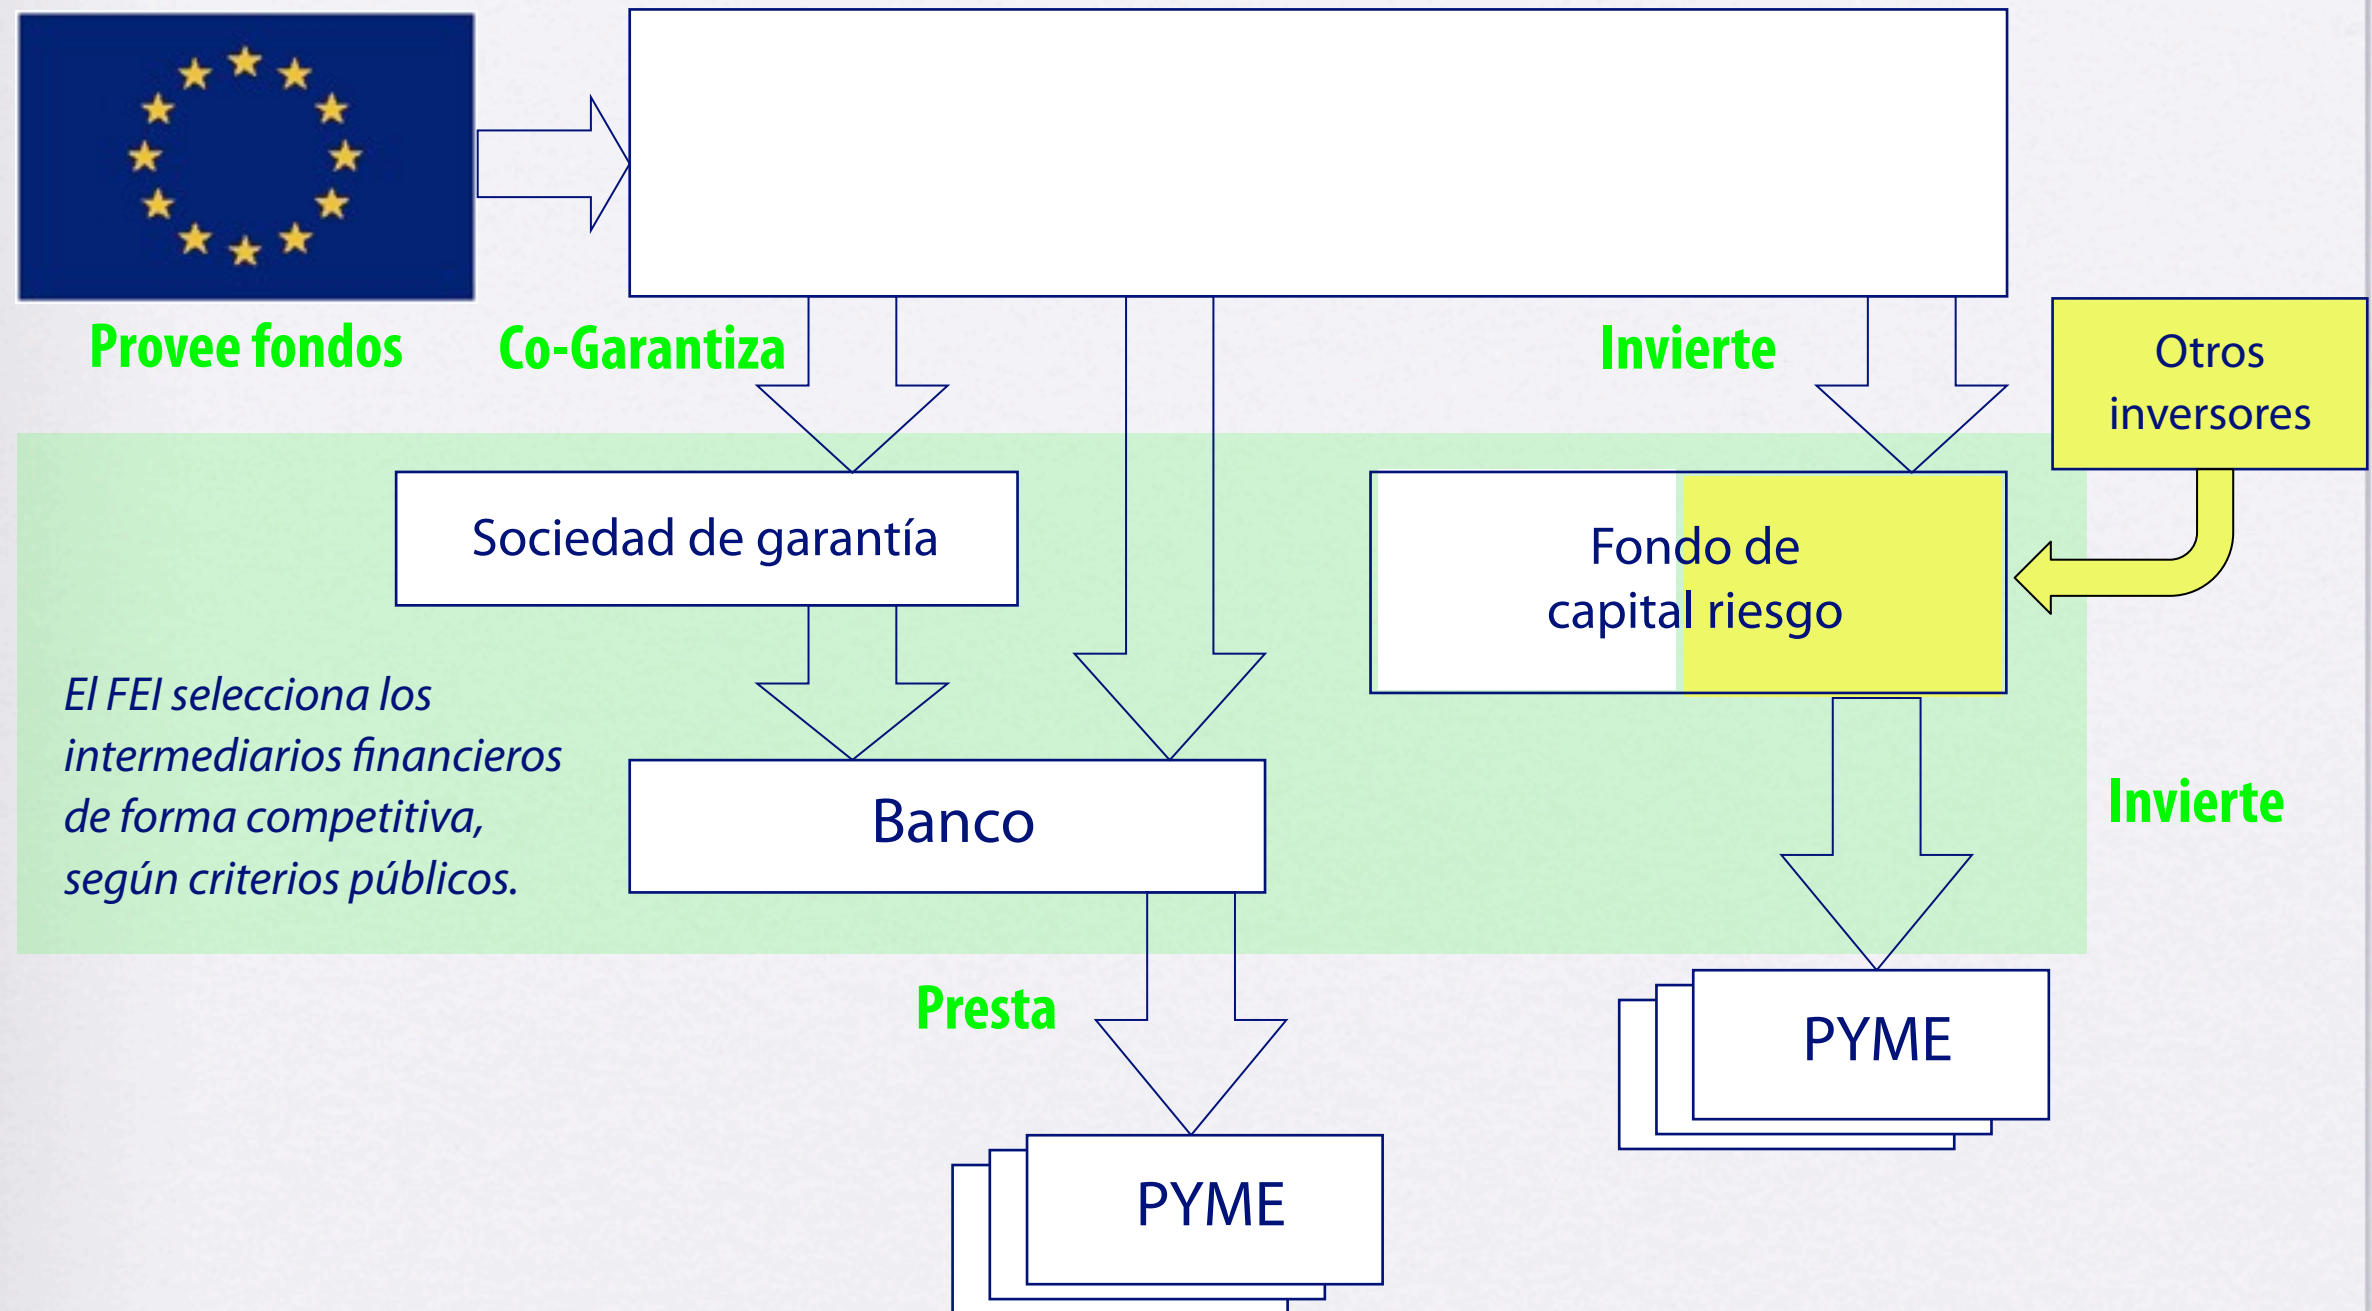 Provee fondos
Co-Garantiza
Invierte
Otros
inversores
Sociedad de garantía
Fondo de
capital riesgo
El FEI selecciona los
intermediarios financieros
de forma competitiva,
según criterios públicos.
Banco
Invierte
Presta
PYME
PYME